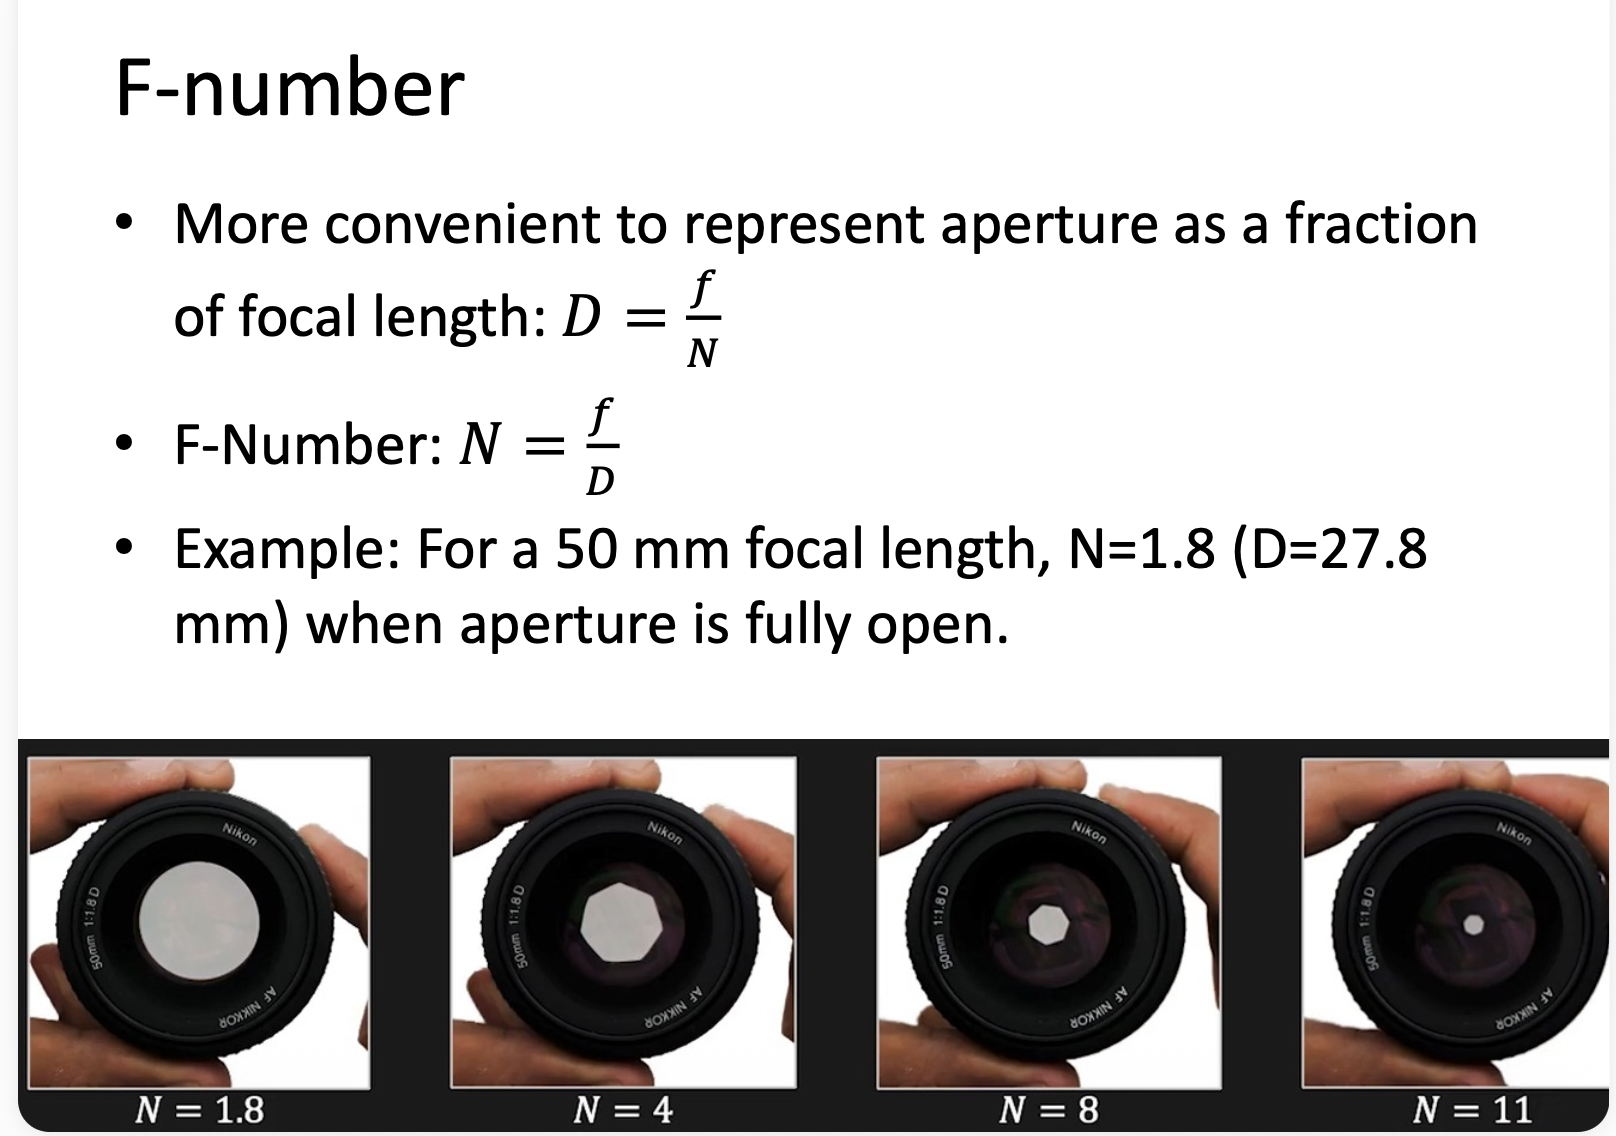 F-number
• More convenient to represent aperture as a fraction
of focal length: D = f/N
• F-Number: N = f/D
• Example: For a 50 mm focal length, N=1.8 (D=27.8
mm) when aperture is fully open.
Nikon
50mm 1:1.8 D
AF NIKKOR
Nikon
50mm 1:1.8 D
AF NIKKOR
Nikon
50mm 1:1.8 D
AF NIKKOR
Nikon
50mm 1:1.8 D
AF NIKKOR
N = 1.8
N = 4
N = 8
N = 11